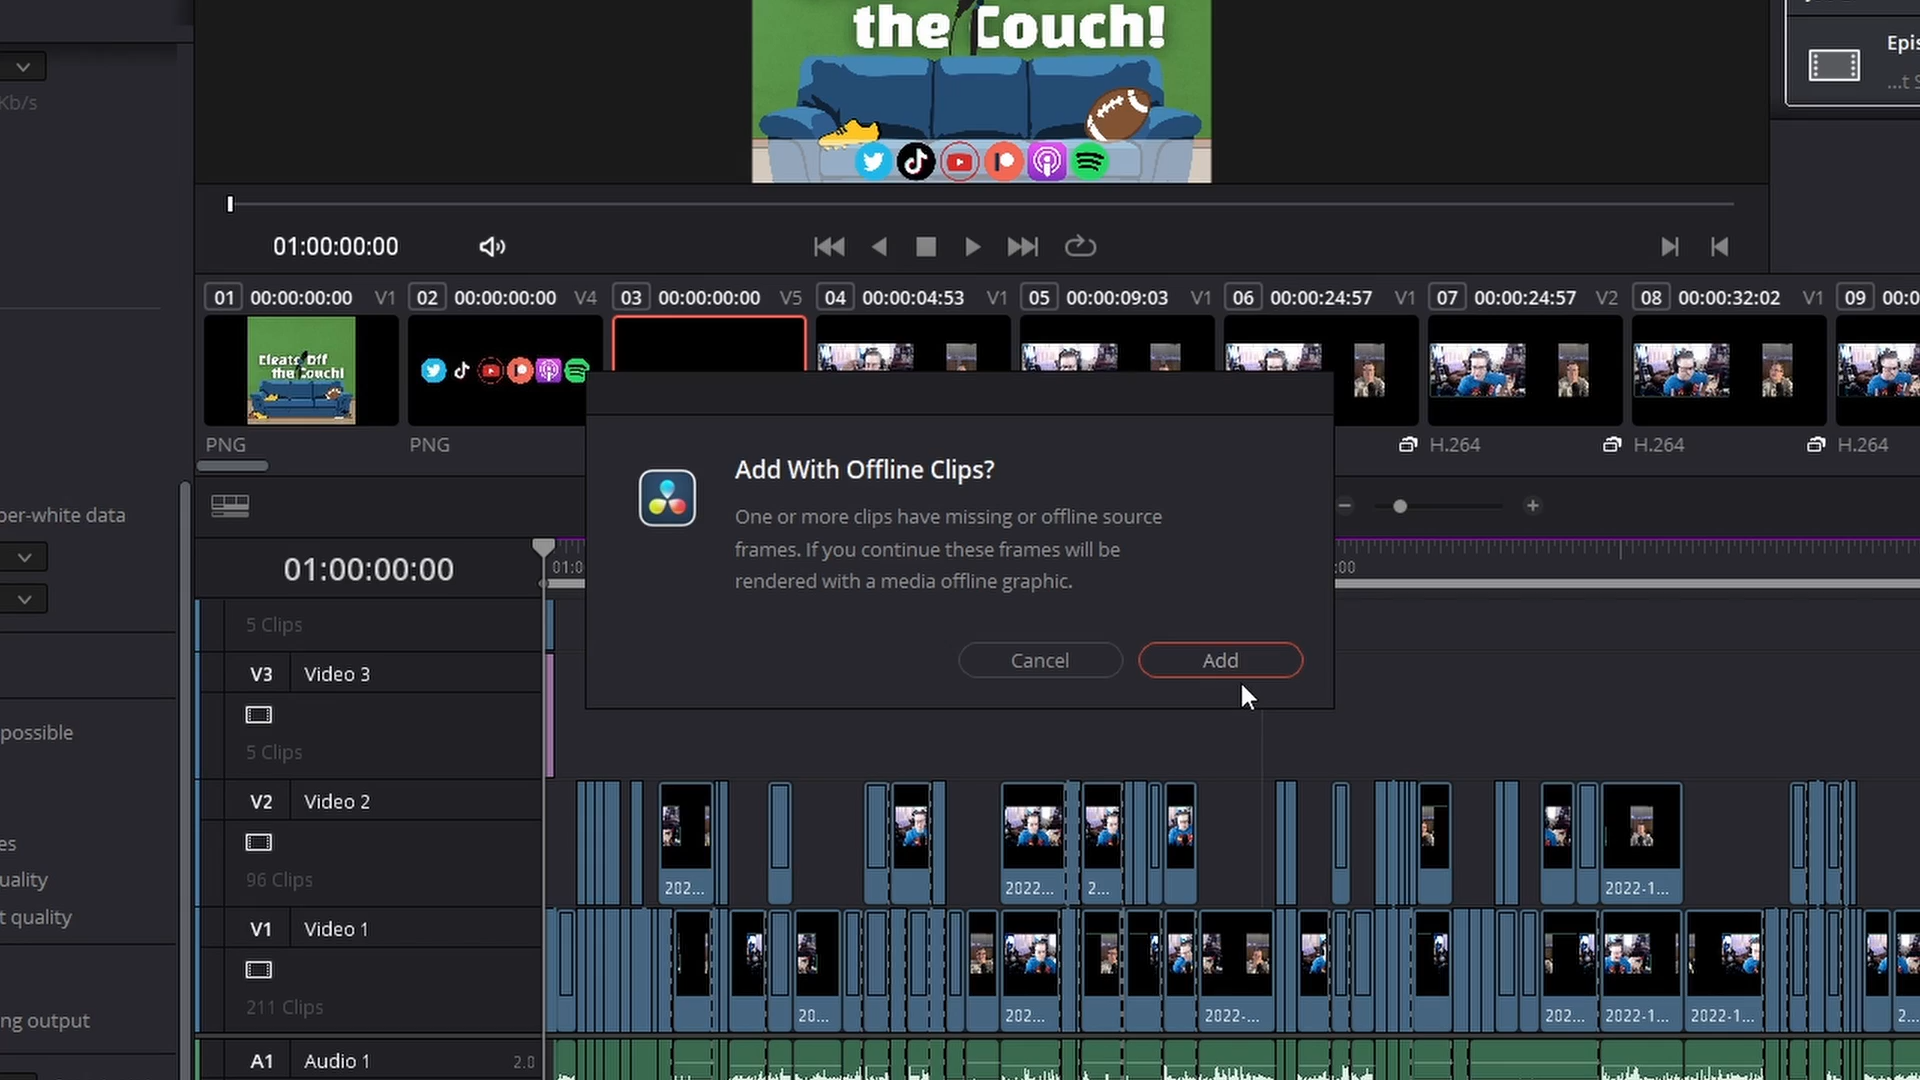 the Couch!
Epis
...t S
Kb/s
01:00:00:00
01 00:00:00:00 V1
02 00:00:00:00 V4
03 00:00:00:00 V5
04 00:00:04:53 V1
05 00:00:09:03 V1
06 00:00:24:57 V1
07 00:00:24:57 V2
08 00:00:32:02 V1
09 00:0
Cleats Off
the Couch!
PNG
PNG
H.264
H.264
H.264
Add With Offline Clips?
One or more clips have missing or offline source
frames. If you continue these frames will be
rendered with a media offline graphic.
Cancel
Add
per-white data
possible
es
uality
t quality
ng output
01:00:00:00
01:0
:00
5 Clips
V3 Video 3
5 Clips
V2 Video 2
96 Clips
202...
2022...
2...
2022-1...
V1 Video 1
211 Clips
20...
202...
2022-...
202...
2022-1...
2022-1...
2...
A1 Audio 1 2.0